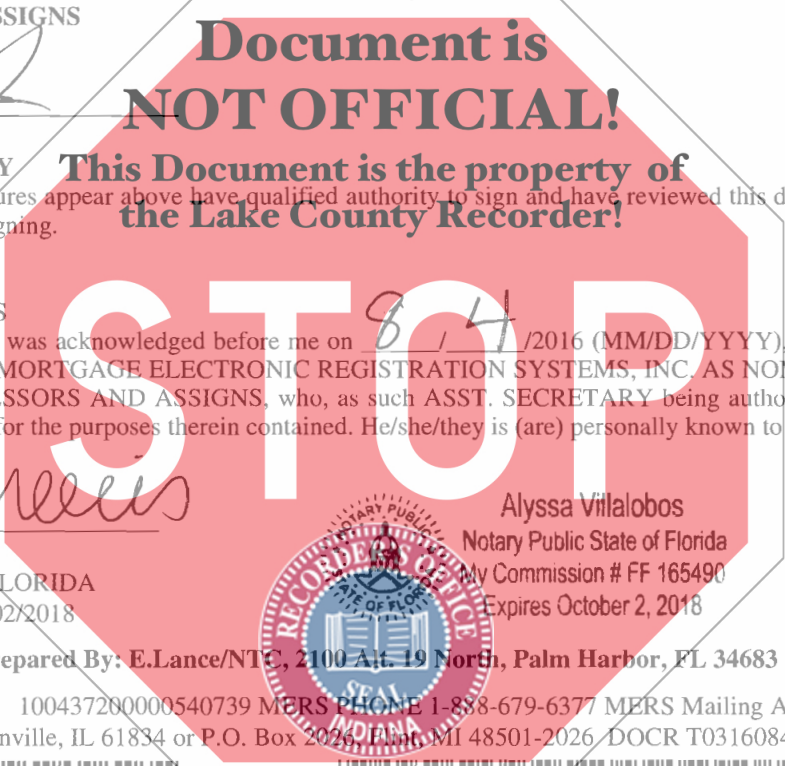 SSIGNS
Document is
NOT OFFICIAL!
This Document is the property of
the Lake County Recorder!
Y
ures appear above have qualified authority to sign and have reviewed this d
gning.
STOP
S
was acknowledged before me on 8 / 4 /2016 (MM/DD/YYYY),
MORTGAGE ELECTRONIC REGISTRATION SYSTEMS, INC. AS NO
SSORS AND ASSIGNS, who, as such ASST. SECRETARY being autho
for the purposes therein contained. He/she/they is (are) personally known to
Alyssa Villalobos
Notary Public State of Florida
My Commission # FF 165490
Expires October 2, 2018
NOTARY PUBLIC
STATE OF FLORIDA
RECORDER'S OFFICE
SEAL
INDIANA
LORIDA
02/2018
epared By: E.Lance/NTC, 2100 Alt. 19 North, Palm Harbor, FL 34683
100437200000540739 MERS PHONE 1-888-679-6377 MERS Mailing A
nville, IL 61834 or P.O. Box 2026, Flint, MI 48501-2026 DOCR T0316084